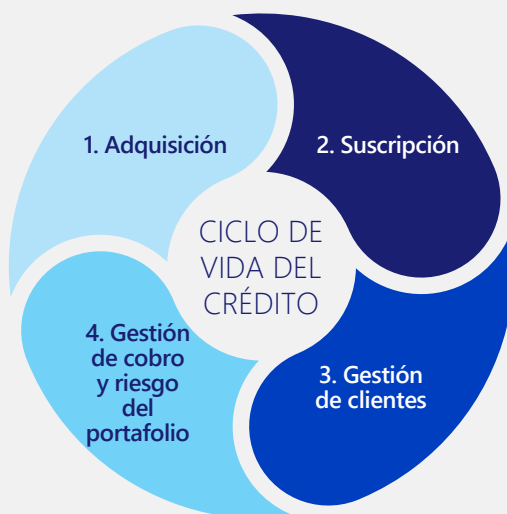 1. Adquisición
2. Suscripción
CICLO DE
VIDA DEL
CRÉDITO
3. Gestión
de clientes
4. Gestión
de cobro
y riesgo
del
portafolio